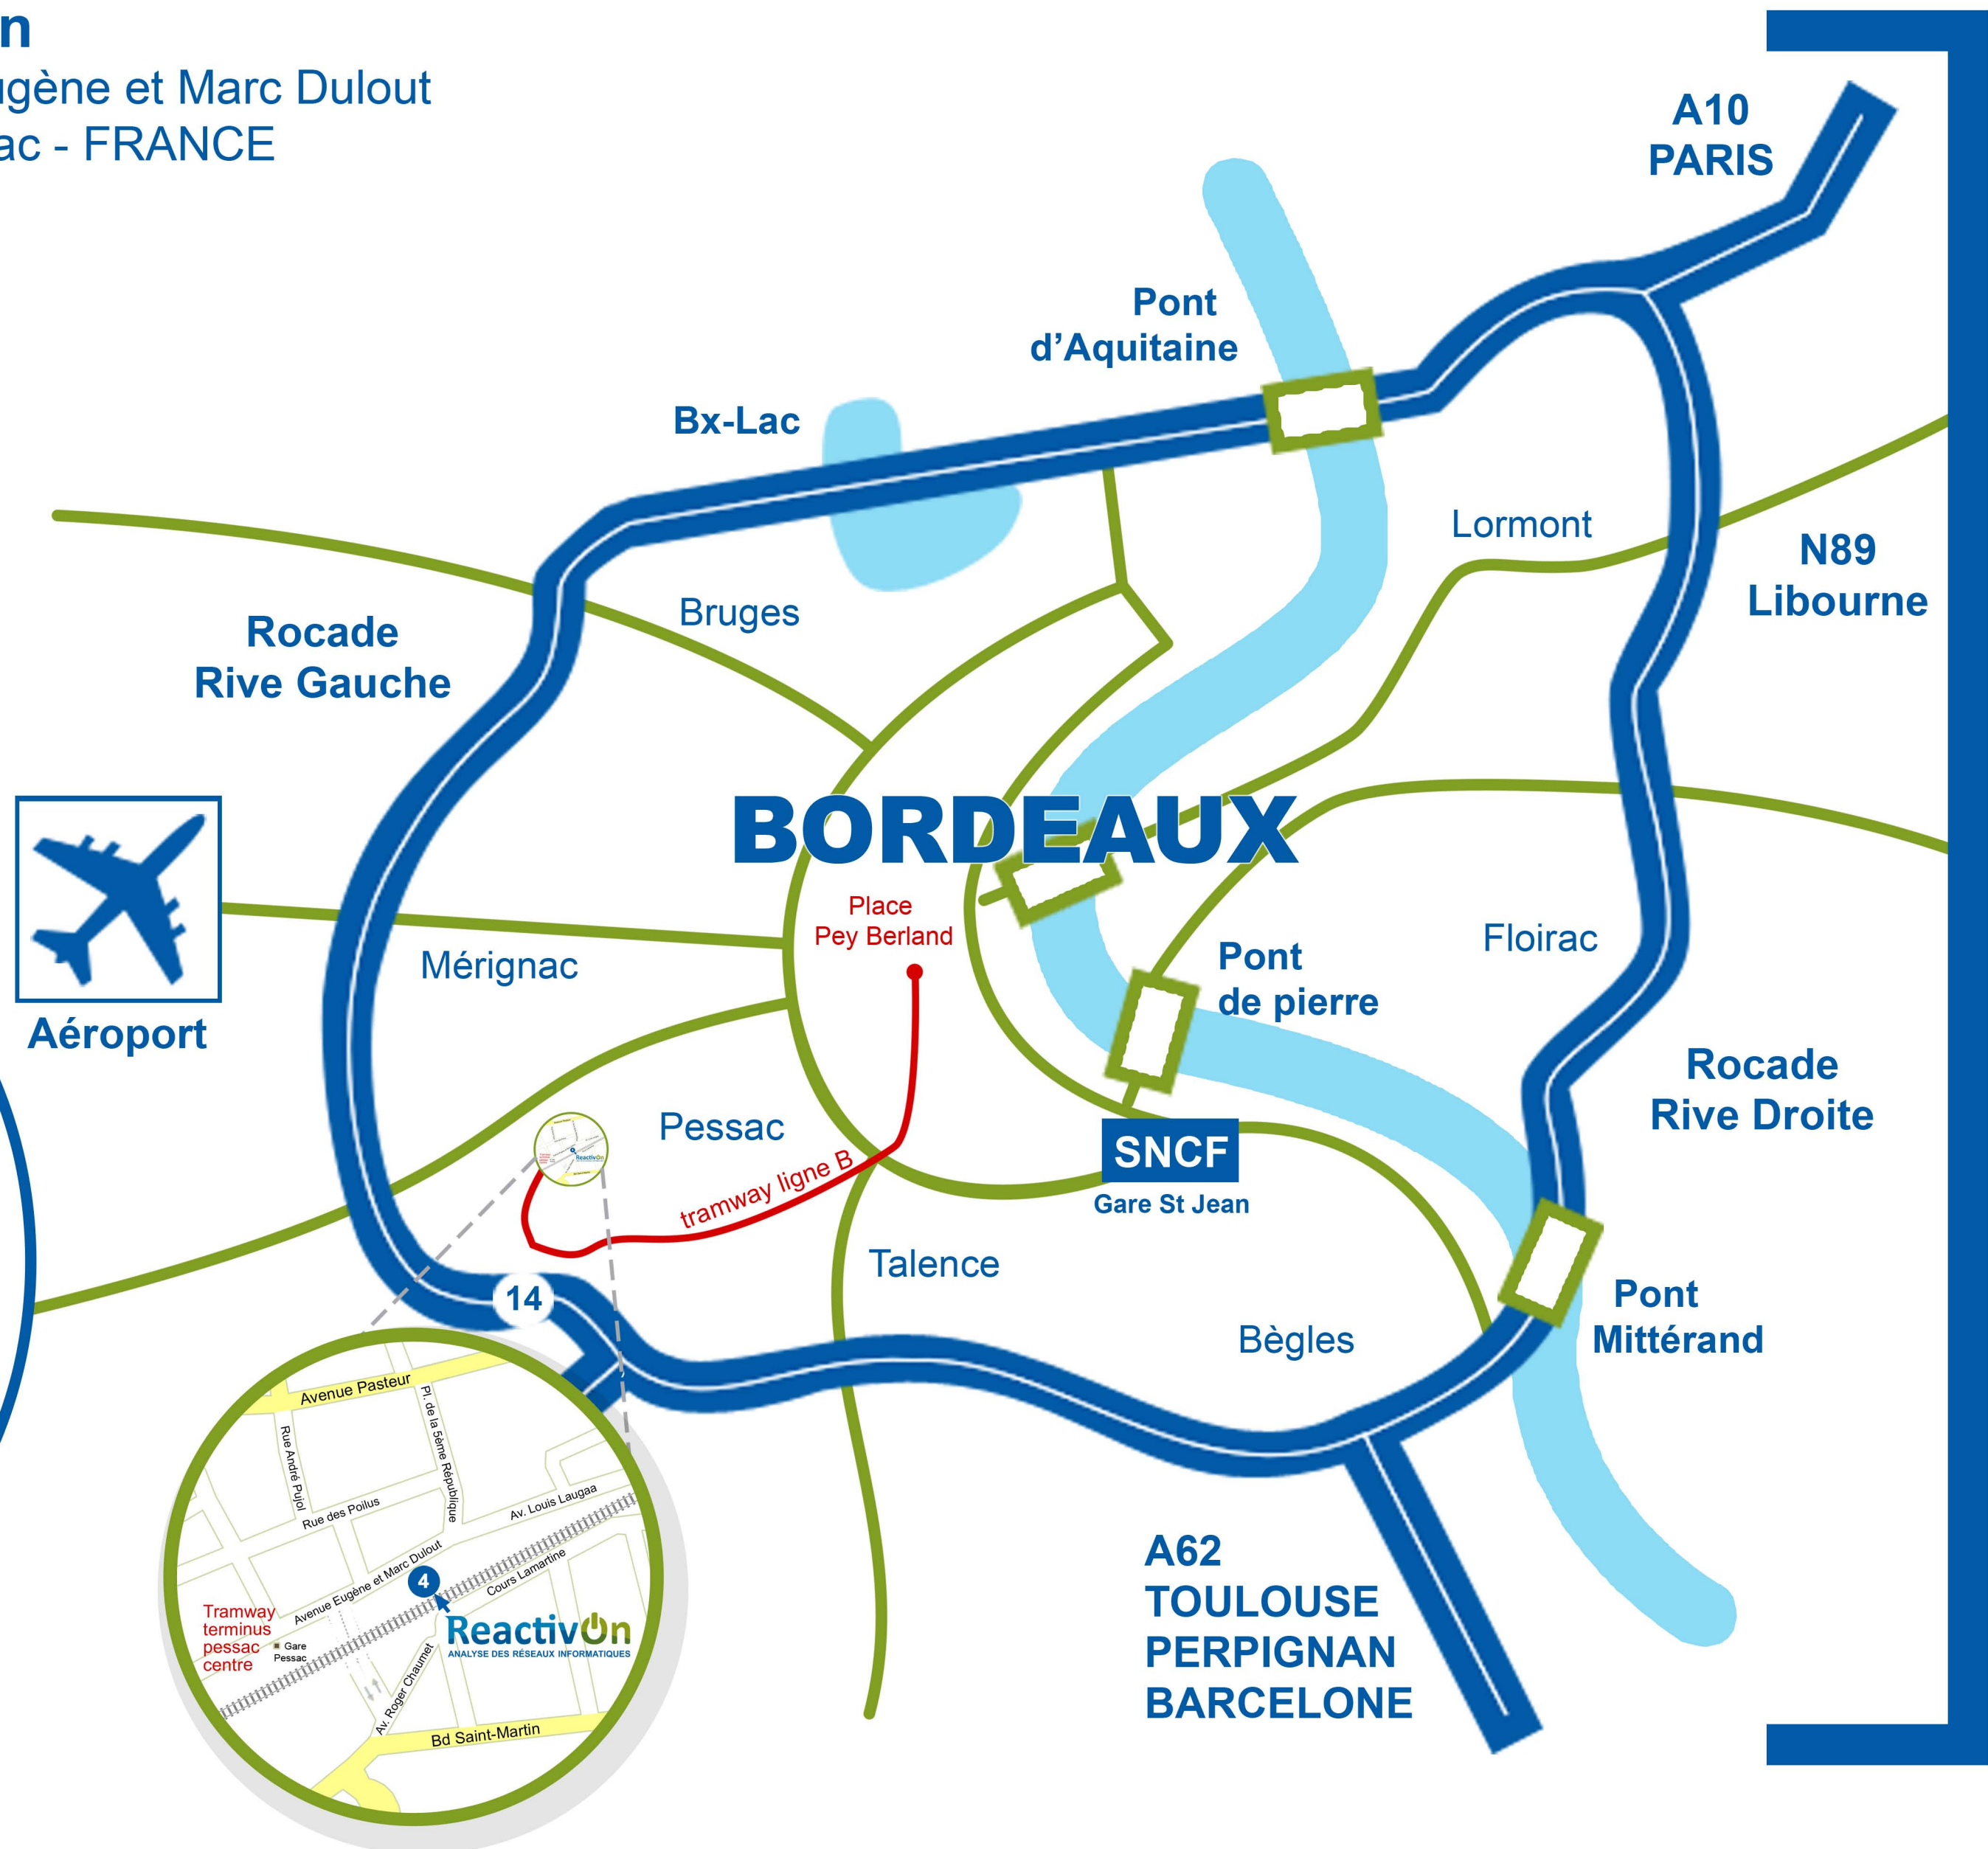 n
gène et Marc Dulout
ac - FRANCE
A10
PARIS
Pont
d’Aquitaine
Bx-Lac
Lormont
N89
Libourne
Bruges
Rocade
Rive Gauche
BORDEAUX
Place
Pey Berland
Mérignac
Aéroport
Floirac
Pont
de pierre
Rocade
Rive Droite
Pessac
SNCF
Gare St Jean
tramway ligne B
Talence
14
Bègles
Pont
Mittérand
Avenue Pasteur
Pl. de la 5ème République
Rue André Pujol
Rue des Poilus
Av. Louis Laugaa
Avenue Eugène et Marc Dulout
4
Cours Lamartine
Tramway
terminus
pessac
centre
Gare
Pessac
ReactivOn
ANALYSE DES RÉSEAUX INFORMATIQUES
Av. Roger Chaumet
Bd Saint-Martin
A62
TOULOUSE
PERPIGNAN
BARCELONE